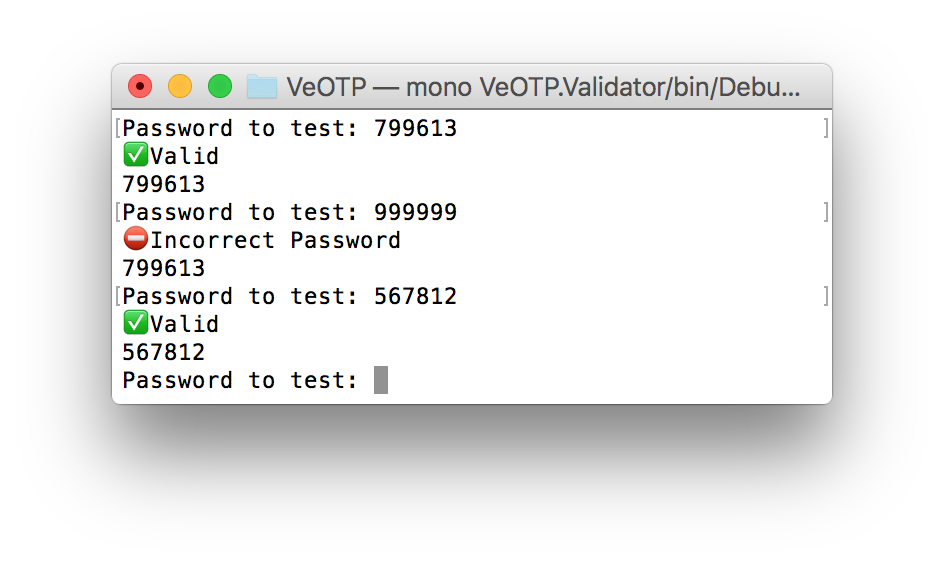 VeOTP — mono VeOTP.Validator/bin/Debu...
[Password to test: 799613 ]
✅Valid
799613
[Password to test: 999999 ]
⛔Incorrect Password
799613
[Password to test: 567812 ]
✅Valid
567812
Password to test: